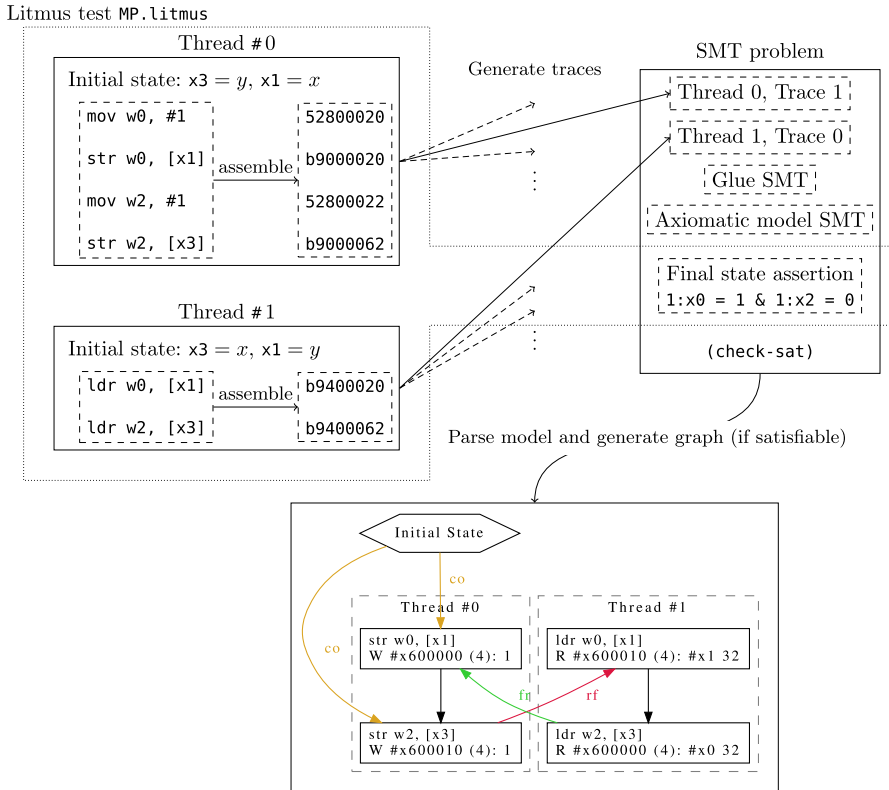 Litmus test MP.litmus
Thread #0
Initial state: x3 = y, x1 = x
mov w0, #1
str w0, [x1]
mov w2, #1
str w2, [x3]
assemble
52800020
b9000020
52800022
b9000062
Thread #1
Initial state: x3 = x, x1 = y
ldr w0, [x1]
ldr w2, [x3]
assemble
b9400020
b9400062
Generate traces
⋮
⋮
SMT problem
Thread 0, Trace 1
Thread 1, Trace 0
Glue SMT
Axiomatic model SMT
Final state assertion
1:x0 = 1 & 1:x2 = 0
(check-sat)
Parse model and generate graph (if satisfiable)
Initial State
co
co
Thread #0
str w0, [x1]
W #x600000 (4): 1
str w2, [x3]
W #x600010 (4): 1
fr
rf
Thread #1
ldr w0, [x1]
R #x600010 (4): #x1 32
ldr w2, [x3]
R #x600000 (4): #x0 32